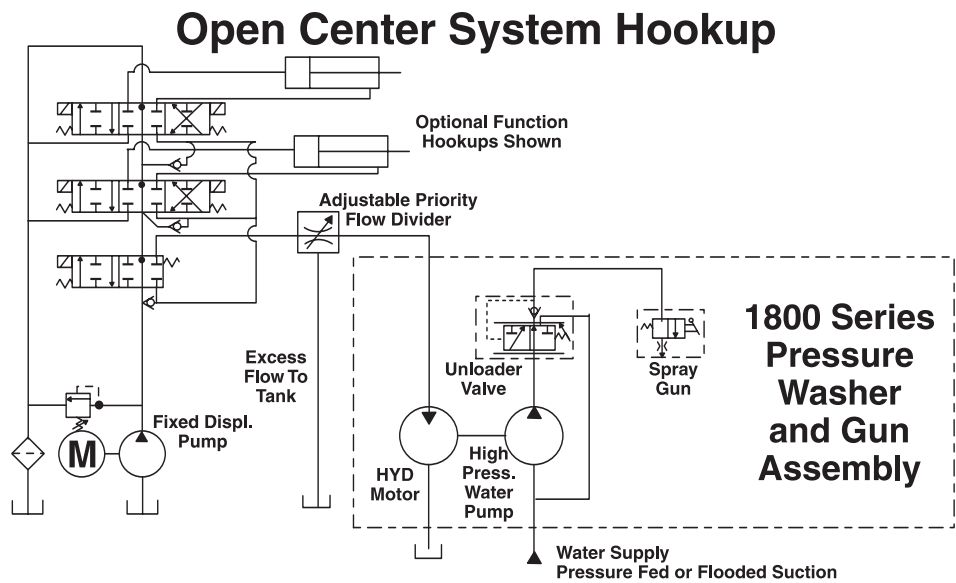 Open Center System Hookup
Optional Function
Hookups Shown
Adjustable Priority
Flow Divider
1800 Series
Pressure
Washer
and Gun
Assembly
Excess
Flow To
Tank
Unloader
Valve
Spray
Gun
Fixed Displ.
Pump
M
HYD
Motor
High
Press.
Water
Pump
Water Supply
Pressure Fed or Flooded Suction